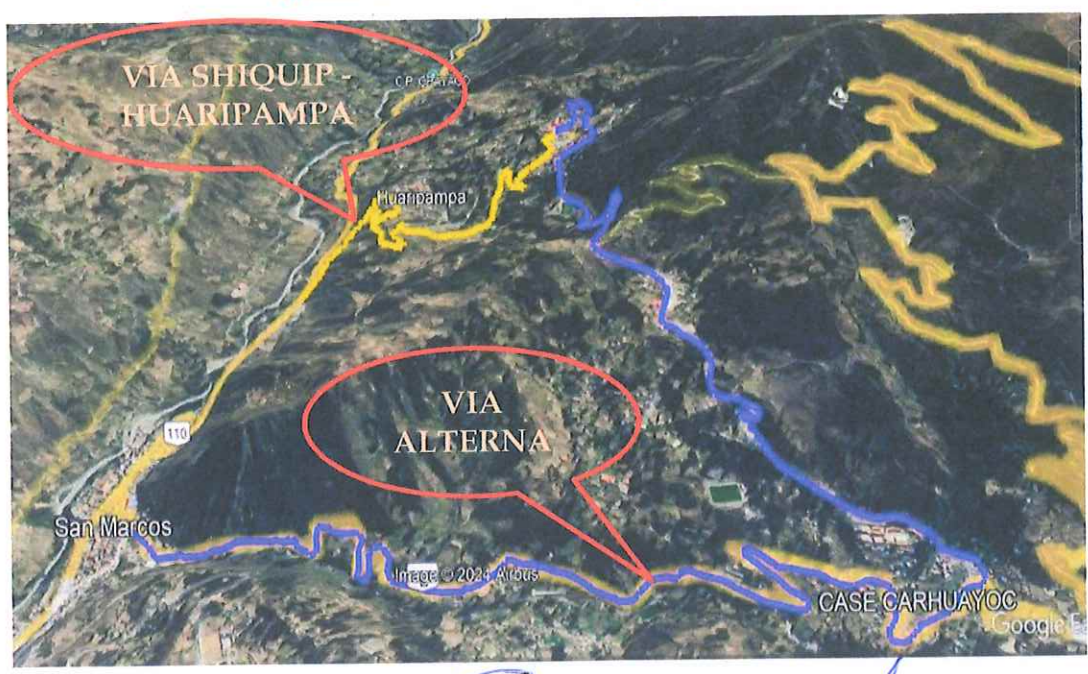 VIA SHIQUIP -
HUARIPAMPA
Huaripampa
VIA
ALTERNA
110
San Marcos
Image © 2024 Airbus
CASE CARHUAYOC
Google